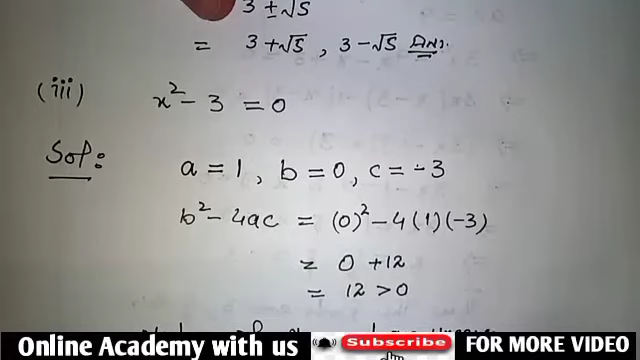 3 ± √5
= 3 + √5 , 3 − √5 Ans.
(iii) x² − 3 = 0
Sol:
a = 1 , b = 0 , c = −3
b² − 4ac = (0)² − 4(1)(−3)
= 0 + 12
= 12 > 0
Online Academy with us Subscribe FOR MORE VIDEO